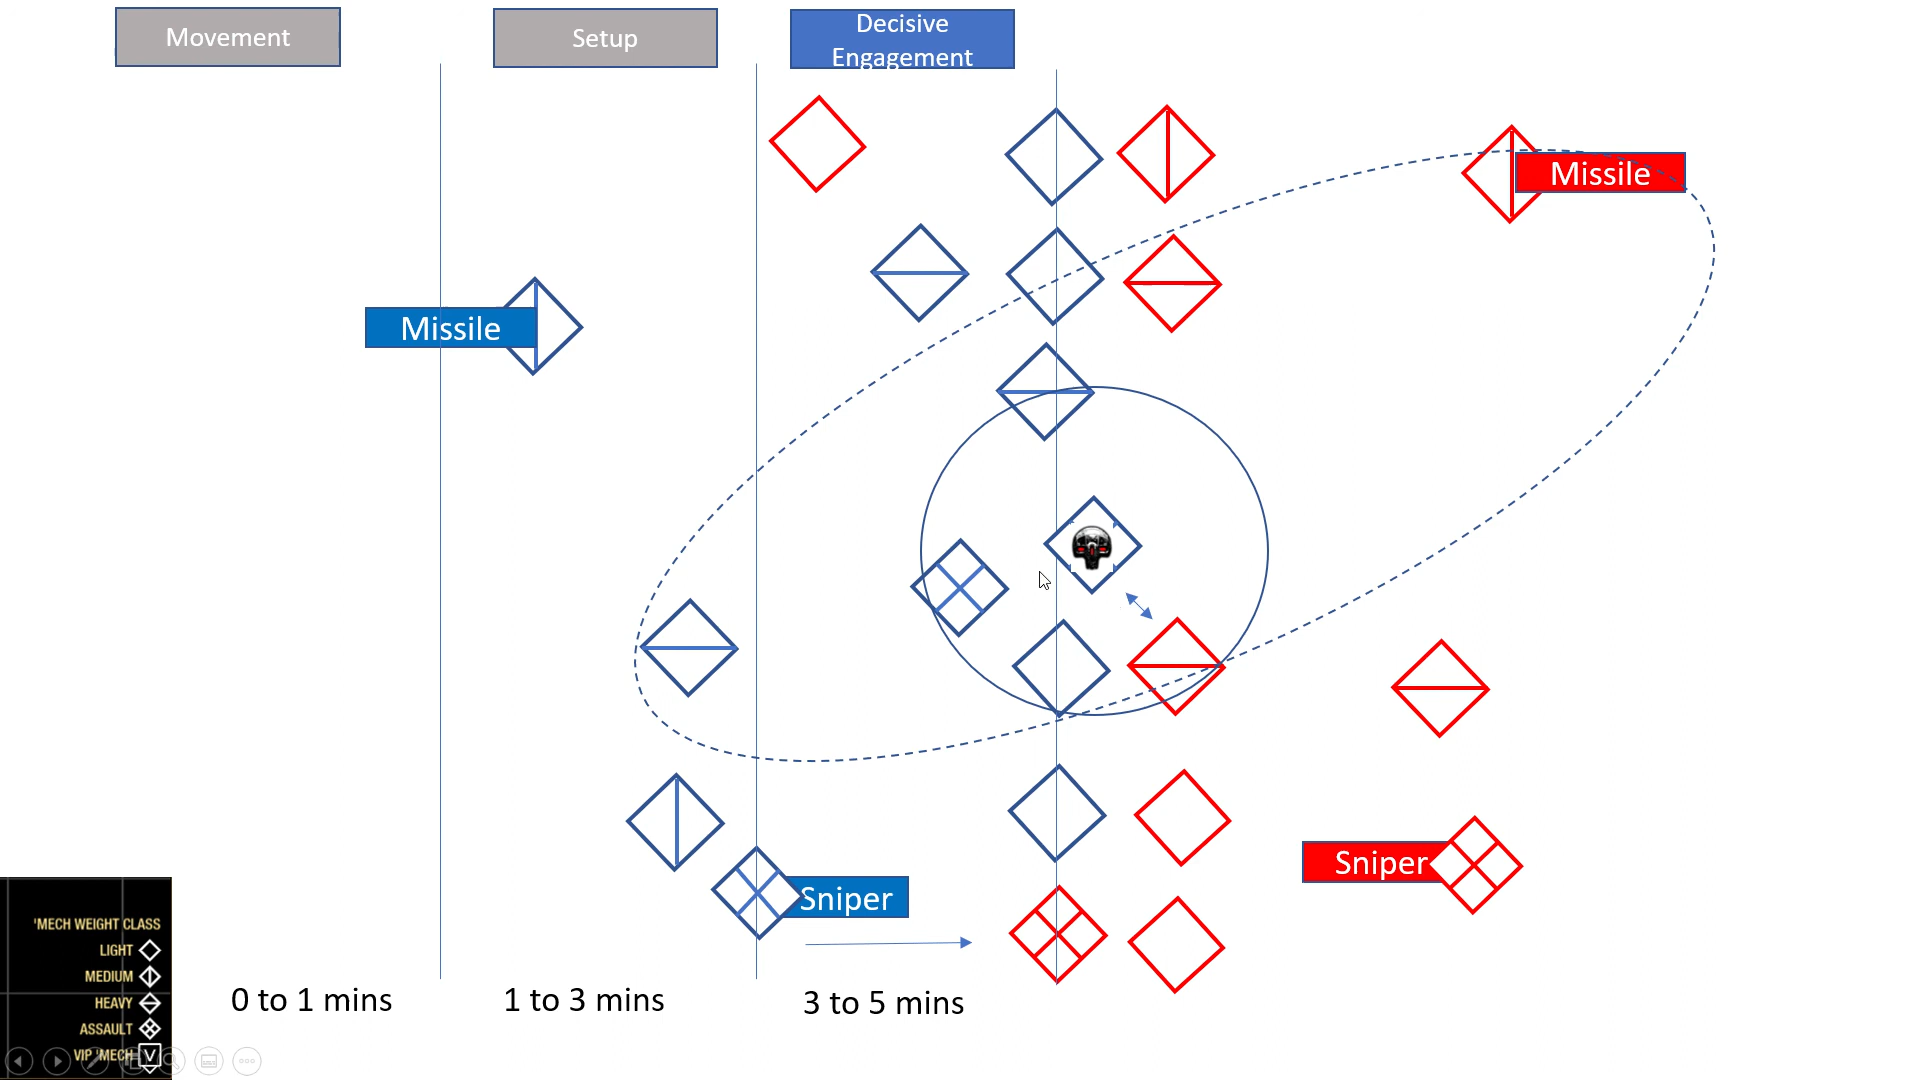 Movement
Setup
Decisive
Engagement
Missile
Missile
Sniper
Sniper
'MECH WEIGHT CLASS
LIGHT
MEDIUM
HEAVY
ASSAULT
VIP 'MECH V
0 to 1 mins
1 to 3 mins
3 to 5 mins